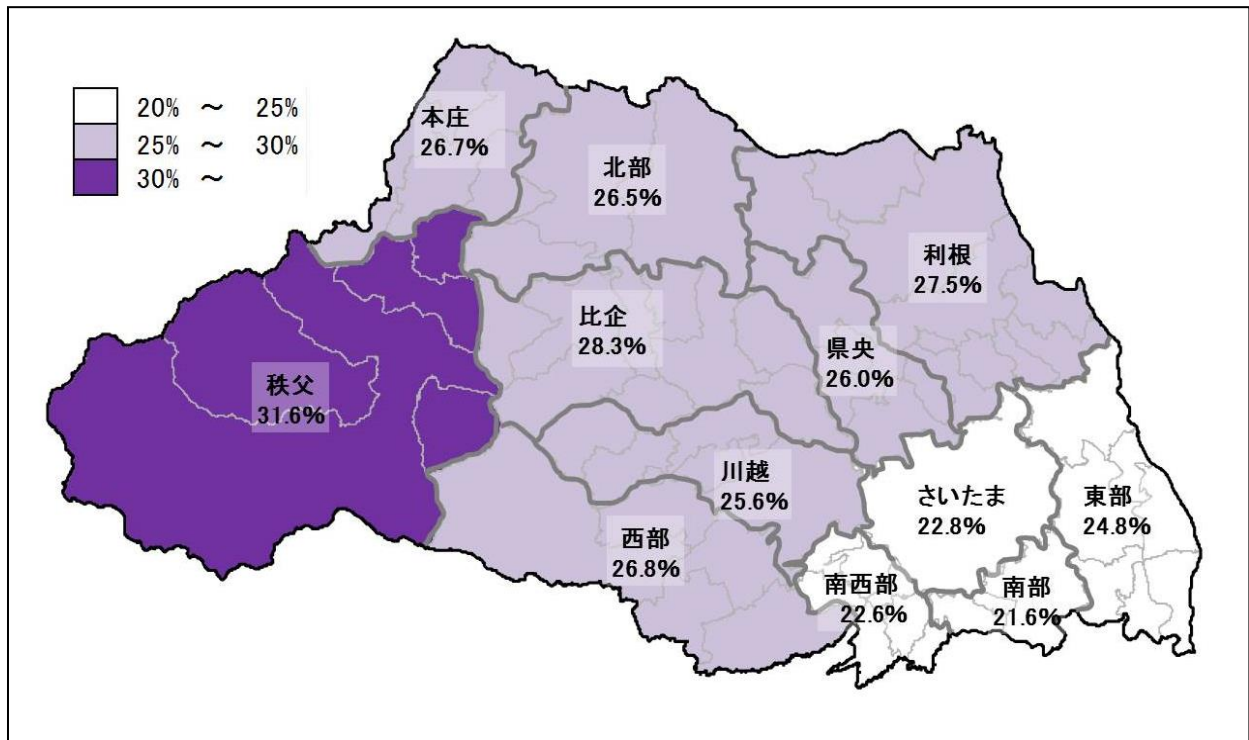 20% ~ 25%
25% ~ 30%
30% ~
本庄
26.7%
北部
26.5%
利根
27.5%
比企
28.3%
県央
26.0%
秩父
31.6%
川越
25.6%
さいたま
22.8%
東部
24.8%
西部
26.8%
南西部
22.6%
南部
21.6%